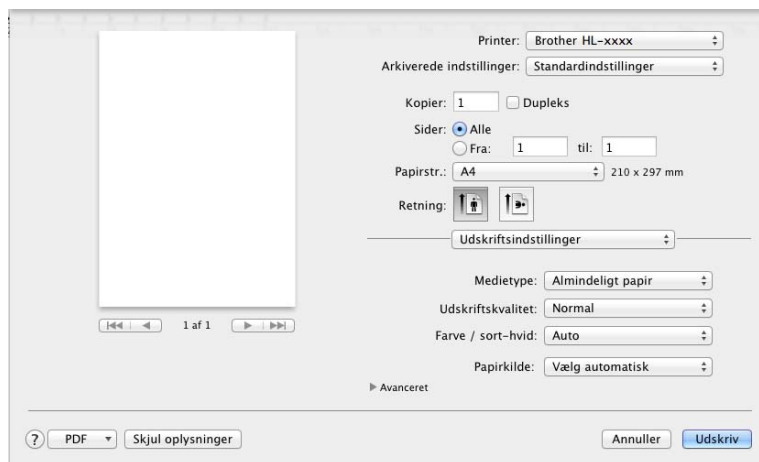 Printer: Brother HL-xxxx
Arkiverede indstillinger: Standardindstillinger
Kopier: 1 Dupleks
Sider: Alle
Fra: 1 til: 1
Papirstr.: A4 210 x 297 mm
Retning:
Udskriftsindstillinger
Medietype: Almindeligt papir
Udskriftskvalitet: Normal
1 af 1
Farve / sort-hvid: Auto
Papirkilde: Vælg automatisk
Avanceret
? PDF Skjul oplysninger Annuller Udskriv